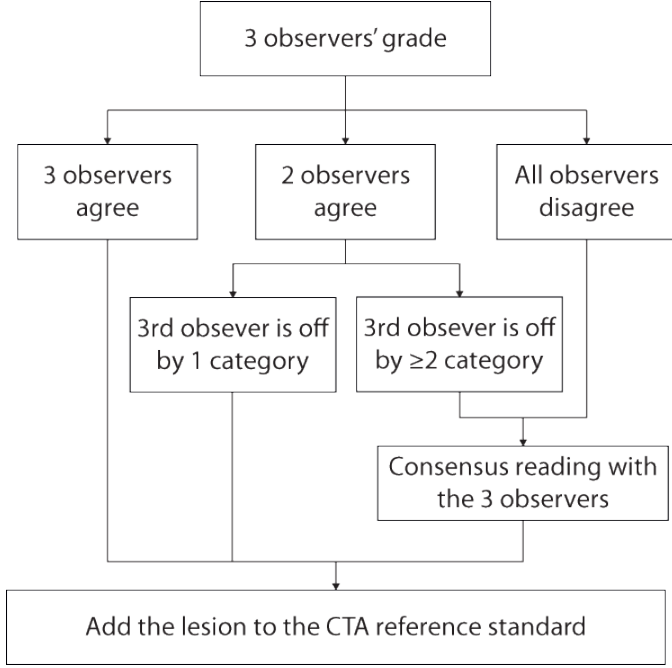 3 observers’ grade
3 observers
agree
2 observers
agree
All observers
disagree
3rd obsever is off
by 1 category
3rd obsever is off
by ≥2 category
Consensus reading with
the 3 observers
Add the lesion to the CTA reference standard